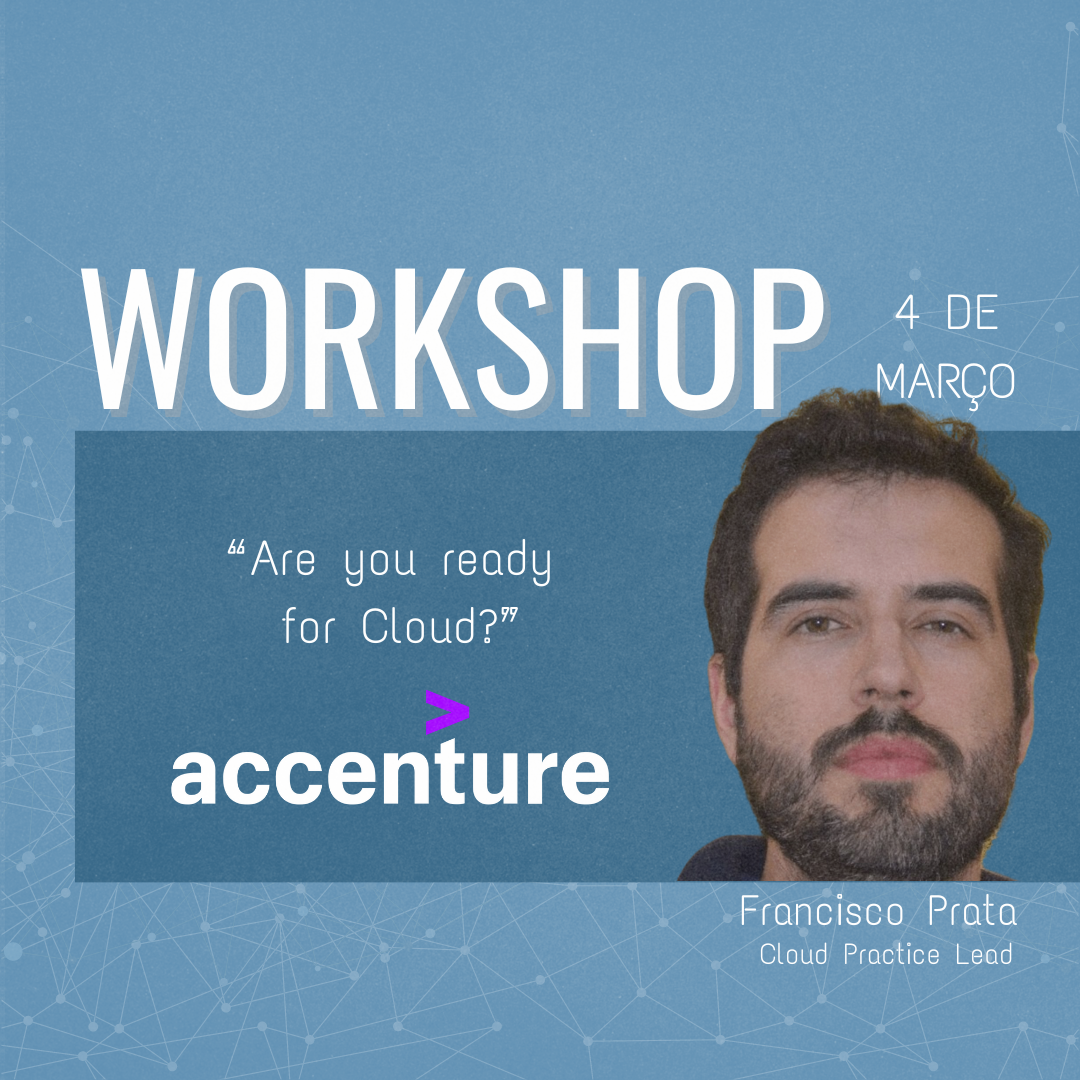 WORKSHOP
4 DE
MARÇO
“Are you ready
for Cloud?”
>
accenture
Francisco Prata
Cloud Practice Lead